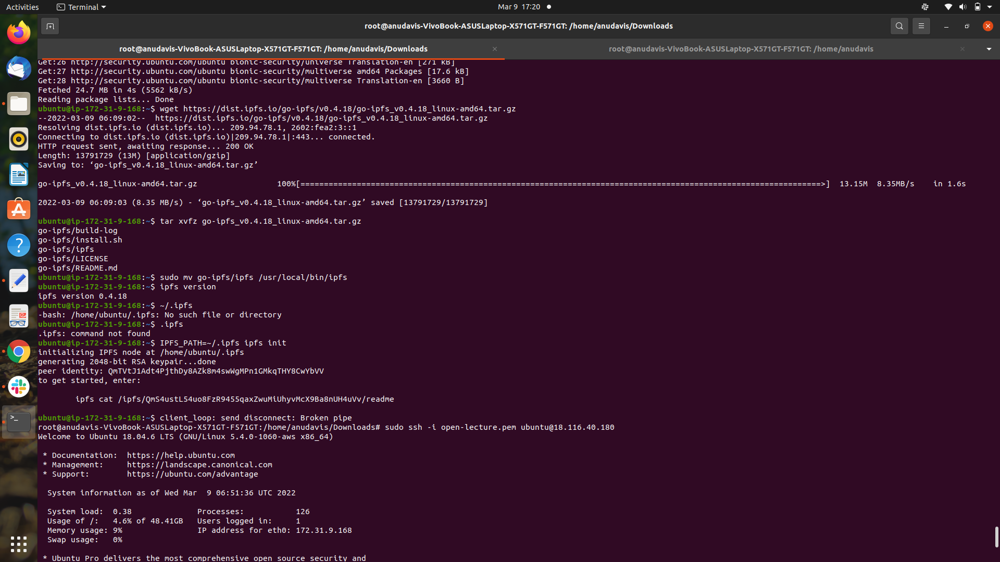 Activities Terminal Mar 9 17:20
root@anudavis-VivoBook-ASUSLaptop-X571GT-F571GT: /home/anudavis/Downloads
root@anudavis-VivoBook-ASUSLaptop-X571GT-F571GT: /home/anudavis/Downloads root@anudavis-VivoBook-ASUSLaptop-X571GT-F571GT: /home/anudavis
Get:26 http://security.ubuntu.com/ubuntu bionic-security/universe Translation-en [271 kB]
Get:27 http://security.ubuntu.com/ubuntu bionic-security/multiverse amd64 Packages [17.6 kB]
Get:28 http://security.ubuntu.com/ubuntu bionic-security/multiverse Translation-en [3660 B]
Fetched 24.7 MB in 4s (5562 kB/s)
Reading package lists... Done
ubuntu@ip-172-31-9-168:~$ wget https://dist.ipfs.io/go-ipfs/v0.4.18/go-ipfs_v0.4.18_linux-amd64.tar.gz
--2022-03-09 06:09:02-- https://dist.ipfs.io/go-ipfs/v0.4.18/go-ipfs_v0.4.18_linux-amd64.tar.gz
Resolving dist.ipfs.io (dist.ipfs.io)... 209.94.78.1, 2602:fea2:3::1
Connecting to dist.ipfs.io (dist.ipfs.io)|209.94.78.1|:443... connected.
HTTP request sent, awaiting response... 200 OK
Length: 13791729 (13M) [application/gzip]
Saving to: ‘go-ipfs_v0.4.18_linux-amd64.tar.gz’
go-ipfs_v0.4.18_linux-amd64.tar.gz 100%[===============================================================================================================>] 13.15M 8.35MB/s in 1.6s
2022-03-09 06:09:03 (8.35 MB/s) - ‘go-ipfs_v0.4.18_linux-amd64.tar.gz’ saved [13791729/13791729]
ubuntu@ip-172-31-9-168:~$ tar xvfz go-ipfs_v0.4.18_linux-amd64.tar.gz
go-ipfs/build-log
go-ipfs/install.sh
go-ipfs/ipfs
go-ipfs/LICENSE
go-ipfs/README.md
ubuntu@ip-172-31-9-168:~$ sudo mv go-ipfs/ipfs /usr/local/bin/ipfs
ubuntu@ip-172-31-9-168:~$ ipfs version
ipfs version 0.4.18
ubuntu@ip-172-31-9-168:~$ ~/.ipfs
-bash: /home/ubuntu/.ipfs: No such file or directory
ubuntu@ip-172-31-9-168:~$ .ipfs
.ipfs: command not found
ubuntu@ip-172-31-9-168:~$ IPFS_PATH=~/.ipfs ipfs init
initializing IPFS node at /home/ubuntu/.ipfs
generating 2048-bit RSA keypair...done
peer identity: QmTVtJ1Adt4PjthDy8AZk8m4swWgMPn1GMkqTHY8CwYbVV
to get started, enter:
ipfs cat /ipfs/QmS4ustL54uo8FzR9455qaxZwuMiUhyvMcX9Ba8nUH4uVv/readme
ubuntu@ip-172-31-9-168:~$ client_loop: send disconnect: Broken pipe
root@anudavis-VivoBook-ASUSLaptop-X571GT-F571GT:/home/anudavis/Downloads# sudo ssh -i open-lecture.pem ubuntu@18.116.40.180
Welcome to Ubuntu 18.04.6 LTS (GNU/Linux 5.4.0-1060-aws x86_64)
* Documentation: https://help.ubuntu.com
* Management: https://landscape.canonical.com
* Support: https://ubuntu.com/advantage
System information as of Wed Mar 9 06:51:36 UTC 2022
System load: 0.38 Processes: 126
Usage of /: 4.6% of 48.41GB Users logged in: 1
Memory usage: 9% IP address for eth0: 172.31.9.168
Swap usage: 0%
* Ubuntu Pro delivers the most comprehensive open source security and